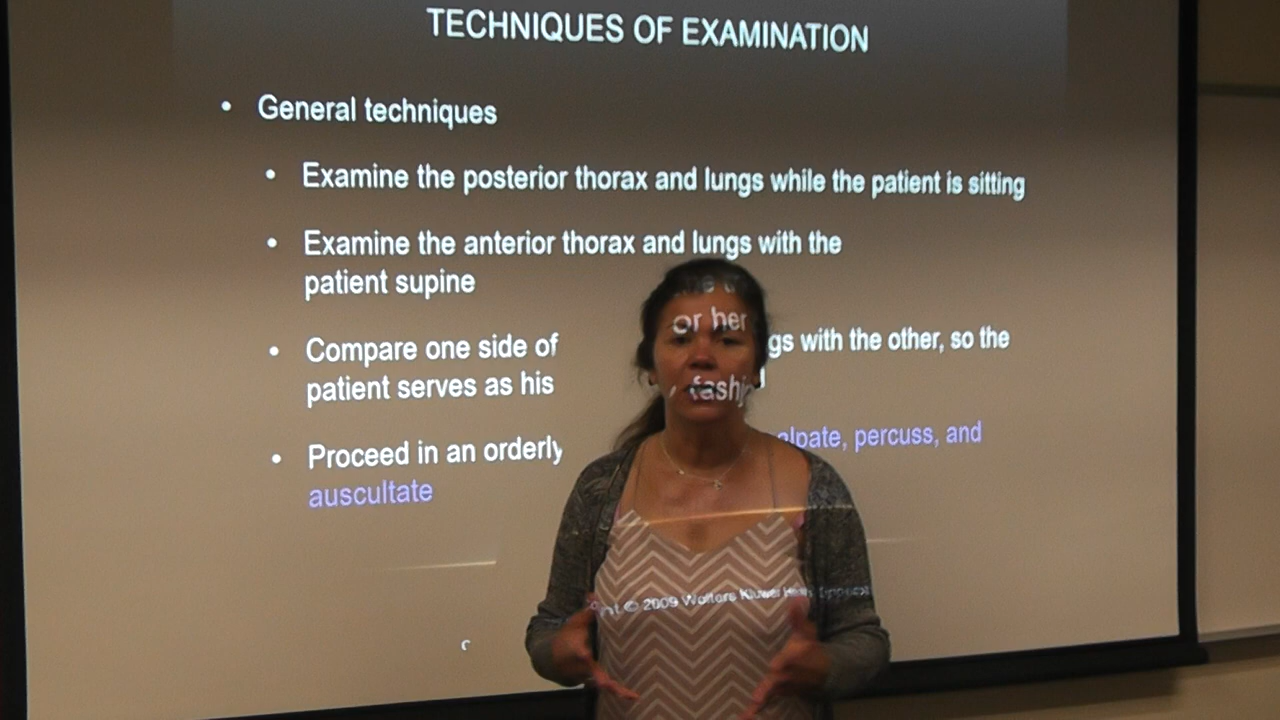 TECHNIQUES OF EXAMINATION
• General techniques
• Examine the posterior thorax and lungs while the patient is sitting
• Examine the anterior thorax and lungs with the
patient supine
• Compare one side of gs with the other, so the
patient serves as his or her
• Proceed in an orderly fashi alpate, percuss, and
auscultate
© 2009 Wolters Kluwer